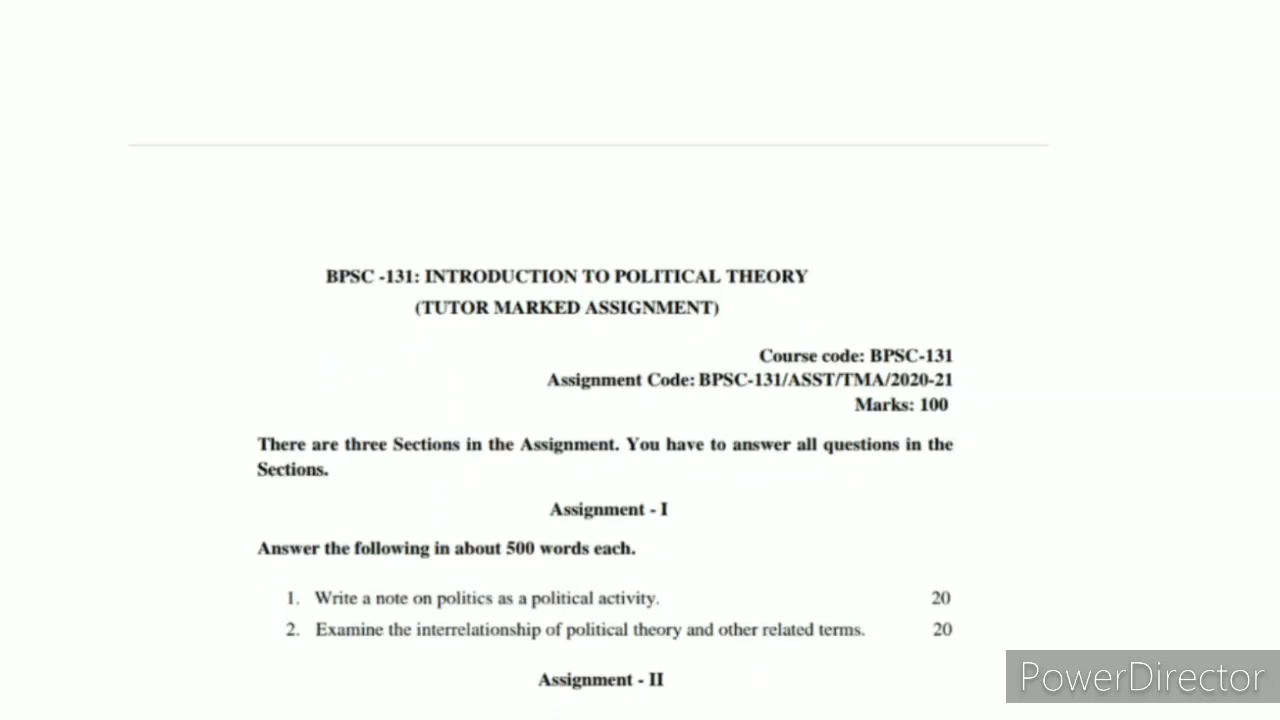 BPSC -131: INTRODUCTION TO POLITICAL THEORY
(TUTOR MARKED ASSIGNMENT)
Course code: BPSC-131
Assignment Code: BPSC-131/ASST/TMA/2020-21
Marks: 100
There are three Sections in the Assignment. You have to answer all questions in the
Sections.
Assignment - I
Answer the following in about 500 words each.
1. Write a note on politics as a political activity. 20
2. Examine the interrelationship of political theory and other related terms. 20
Assignment - II
PowerDirector